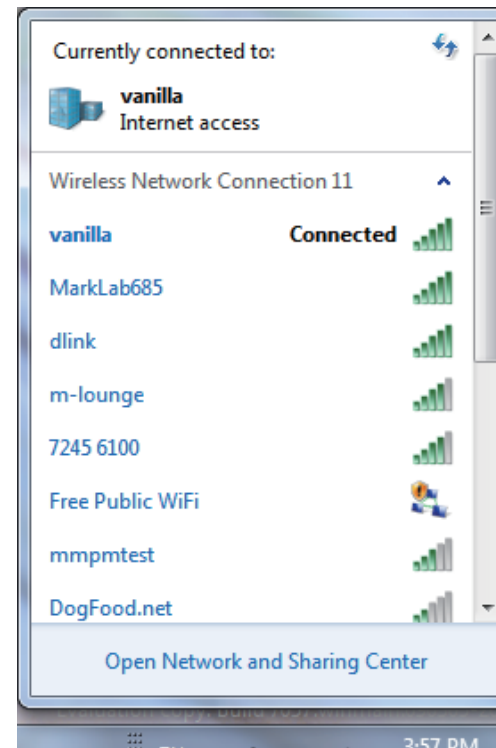 Currently connected to:
vanilla
Internet access
Wireless Network Connection 11
vanilla Connected
MarkLab685
dlink
m-lounge
7245 6100
Free Public WiFi
mmpmtest
DogFood.net
Open Network and Sharing Center
3:57 PM